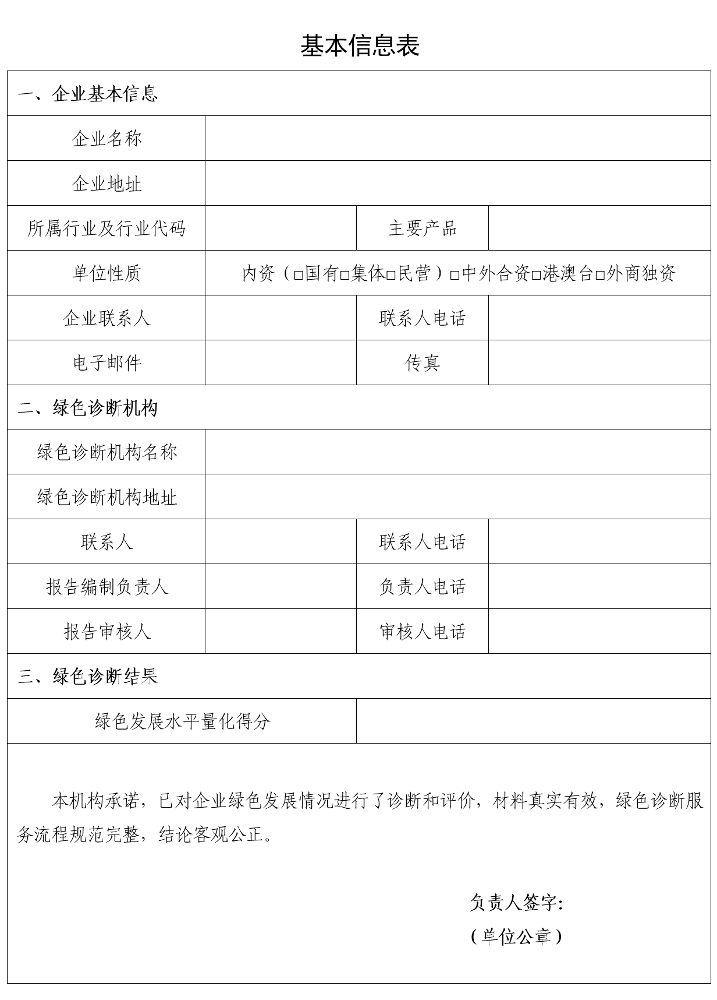 基本信息表
一、企业基本信息
企业名称
企业地址
所属行业及行业代码 主要产品
单位性质 内资（□国有□集体□民营）□中外合资□港澳台□外商独资
企业联系人 联系人电话
电子邮件 传真
二、绿色诊断机构
绿色诊断机构名称
绿色诊断机构地址
联系人 联系人电话
报告编制负责人 负责人电话
报告审核人 审核人电话
三、绿色诊断结果
绿色发展水平量化得分
本机构承诺，已对企业绿色发展情况进行了诊断和评价，材料真实有效，绿色诊断服
务流程规范完整，结论客观公正。
负责人签字：
（单位公章）